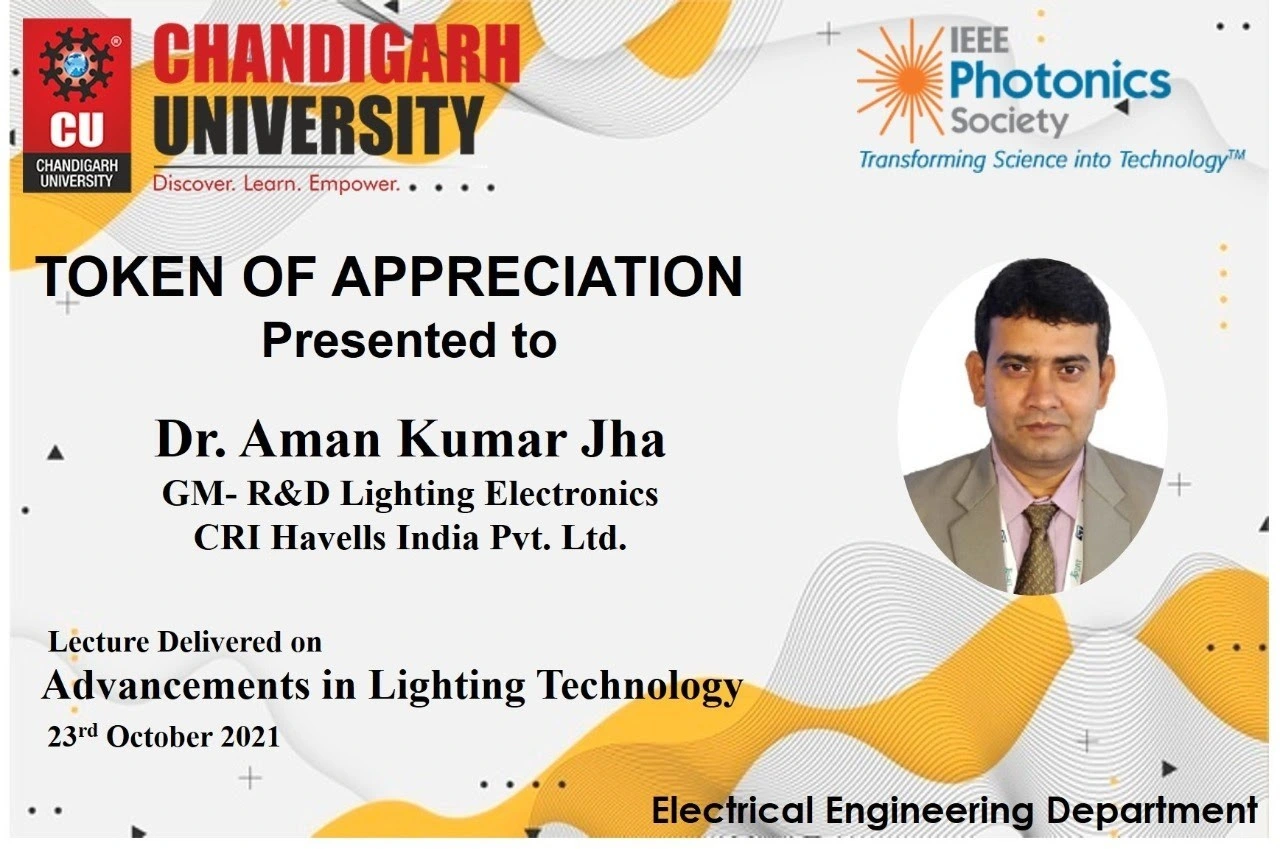 CHANDIGARH
UNIVERSITY
Discover. Learn. Empower.
®
CU
CHANDIGARH
UNIVERSITY
IEEE
Photonics
Society
Transforming Science into Technology™
TOKEN OF APPRECIATION
Presented to
Dr. Aman Kumar Jha
GM- R&D Lighting Electronics
CRI Havells India Pvt. Ltd.
Lecture Delivered on
Advancements in Lighting Technology
23rd October 2021
Electrical Engineering Department